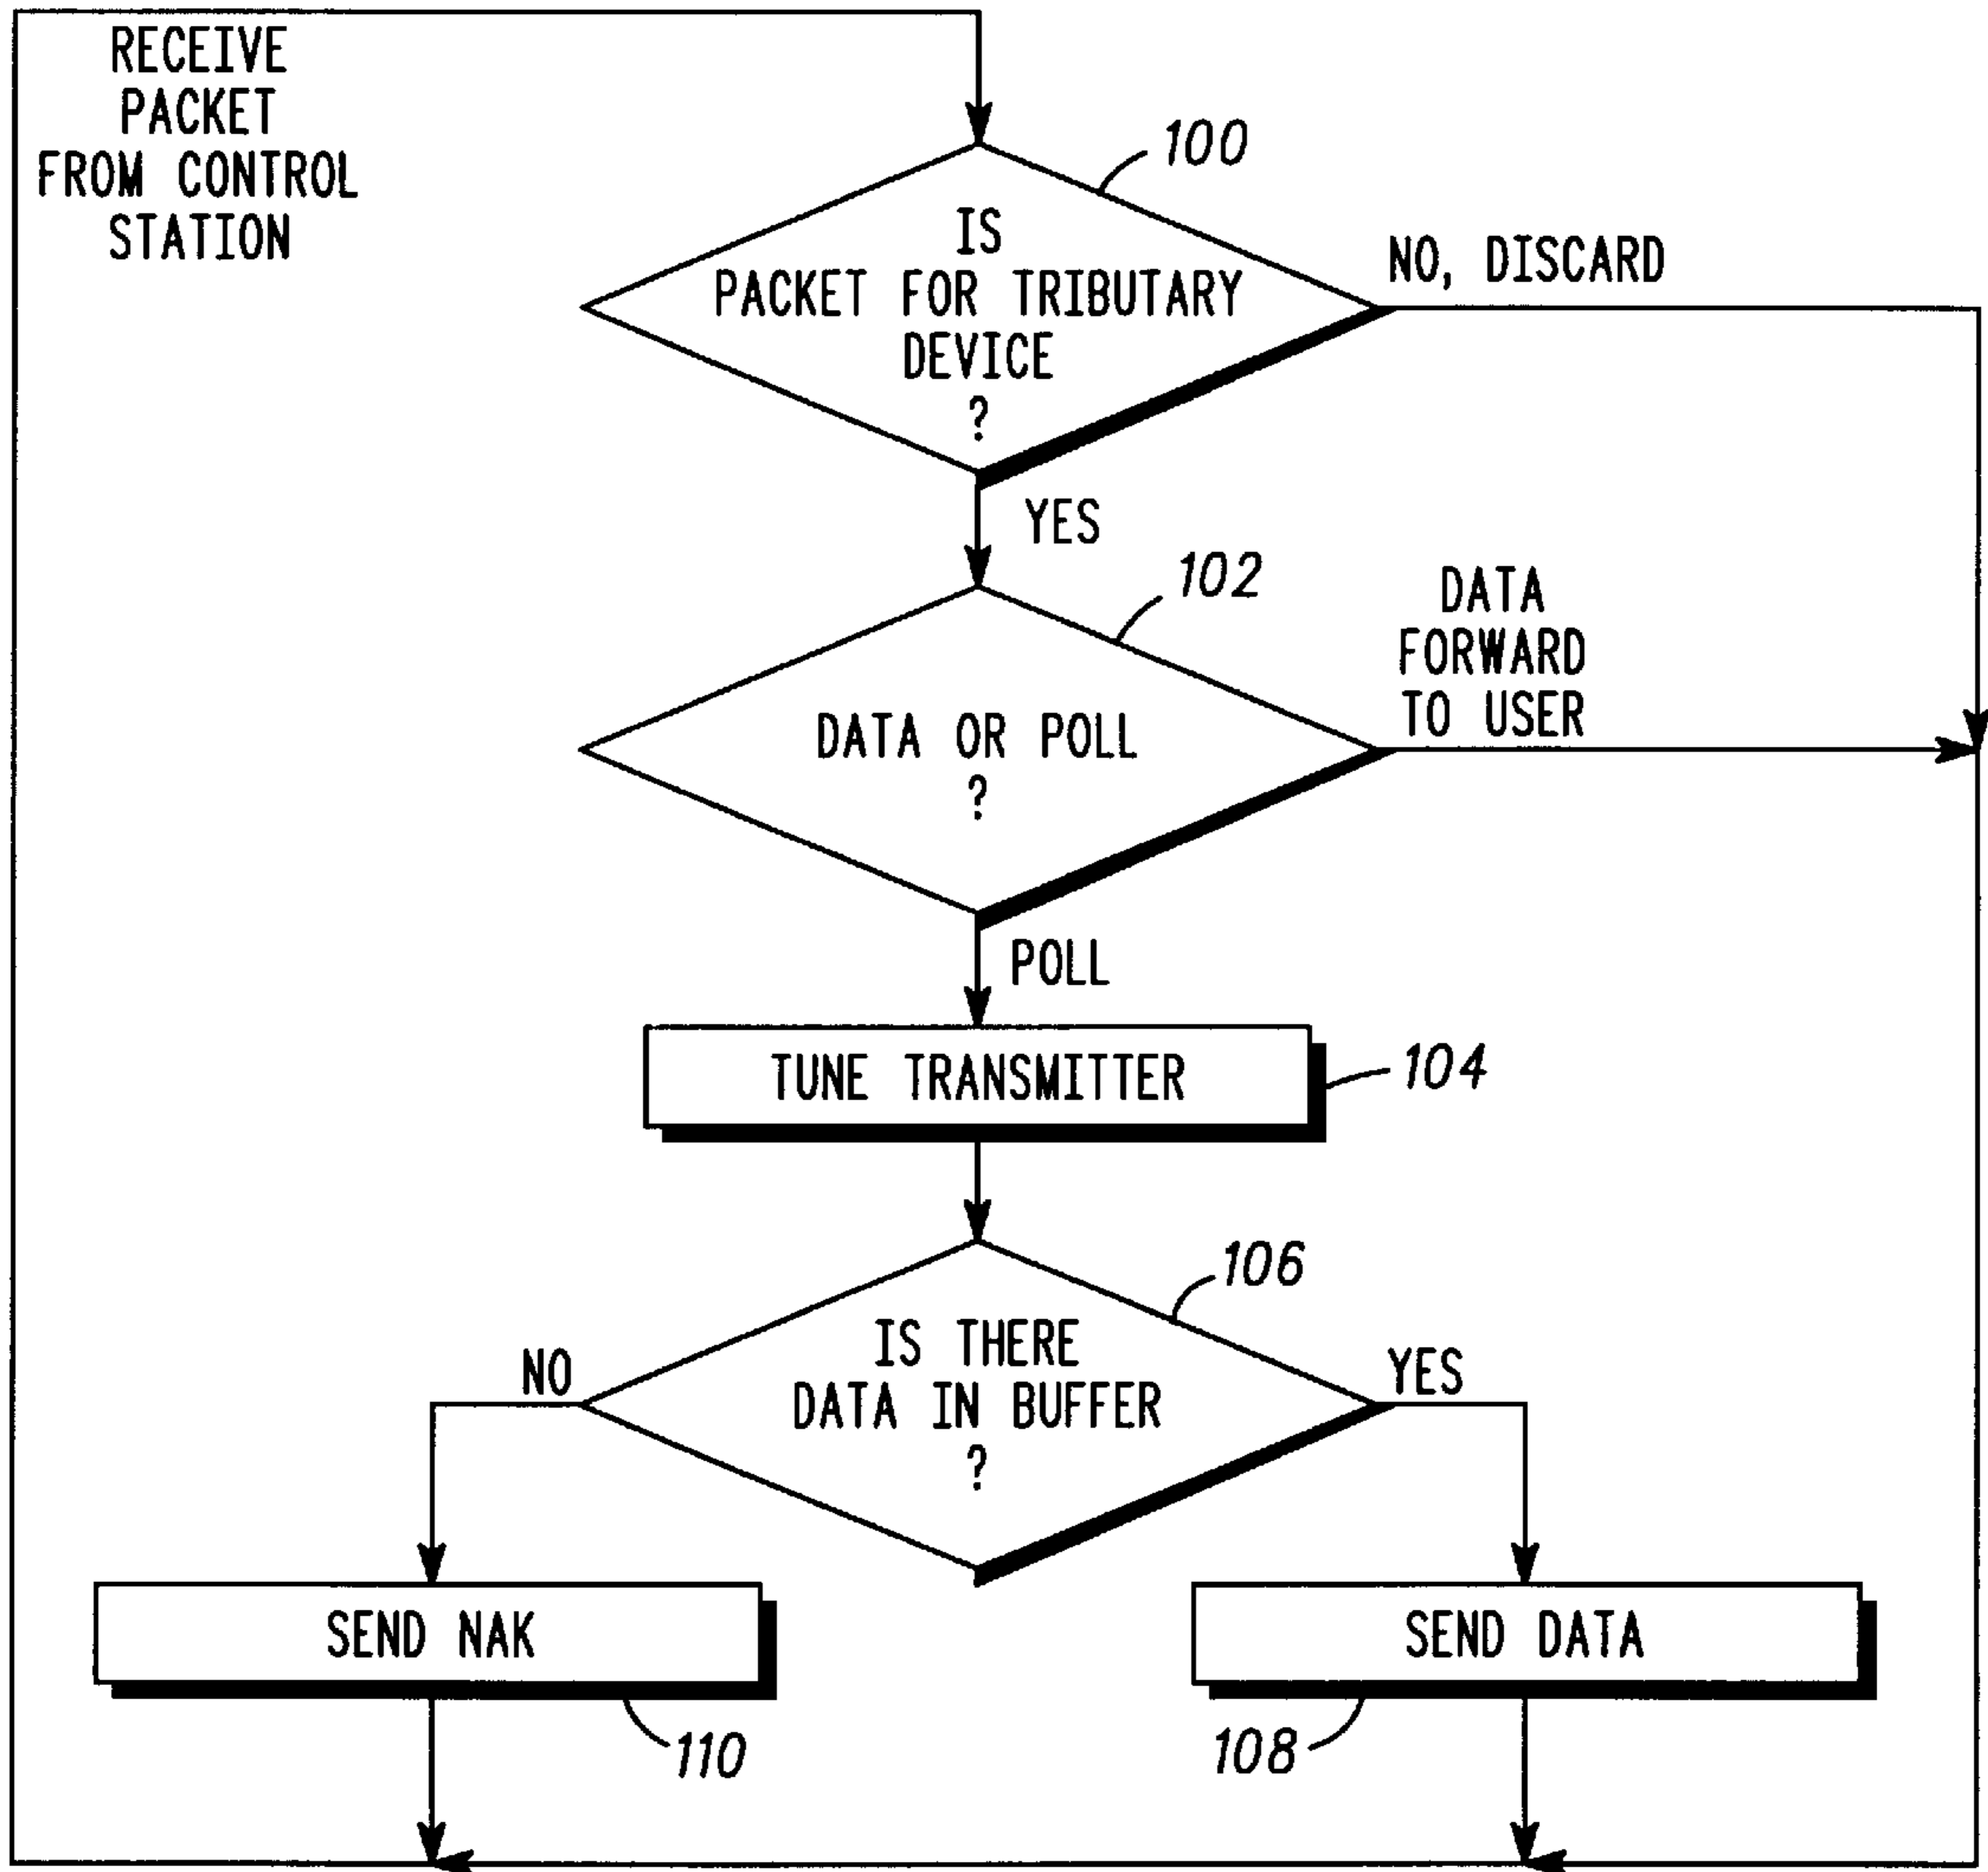 RECEIVE
PACKET
FROM CONTROL
STATION
100
IS
PACKET FOR TRIBUTARY
DEVICE
?
NO, DISCARD
YES
102
DATA OR POLL
?
DATA
FORWARD
TO USER
POLL
TUNE TRANSMITTER
104
106
IS THERE
DATA IN BUFFER
?
NO
YES
SEND NAK
110
SEND DATA
108